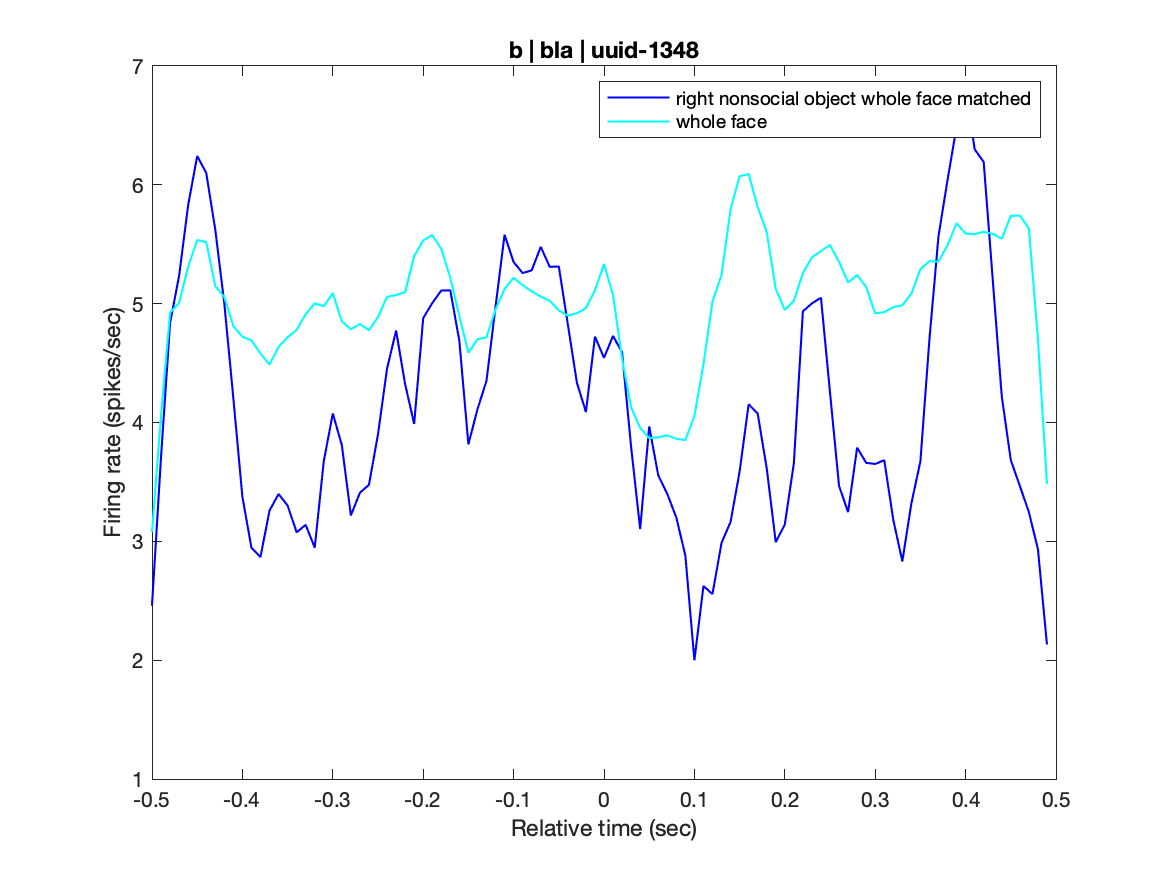 b | bla | uuid-1348
right nonsocial object whole face matched
whole face
Firing rate (spikes/sec)
7
6
5
4
3
2
1
-0.5 -0.4 -0.3 -0.2 -0.1 0 0.1 0.2 0.3 0.4 0.5
Relative time (sec)